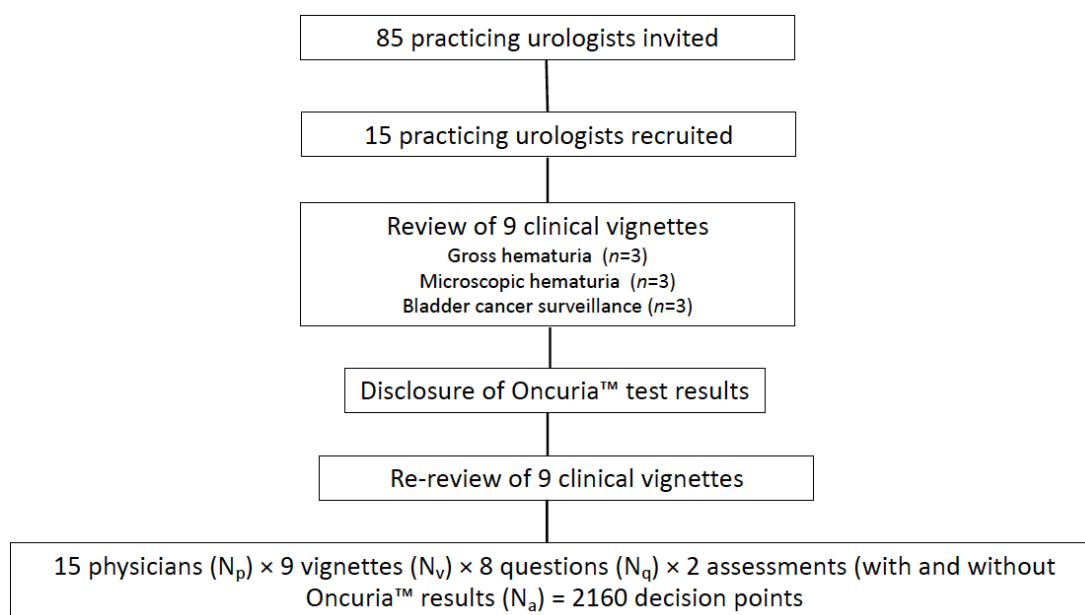 85 practicing urologists invited
15 practicing urologists recruited
Review of 9 clinical vignettes
Gross hematuria (n=3)
Microscopic hematuria (n=3)
Bladder cancer surveillance (n=3)
Disclosure of Oncuria™ test results
Re-review of 9 clinical vignettes
15 physicians (Nₚ) × 9 vignettes (Nᵥ) × 8 questions (N_q) × 2 assessments (with and without
Oncuria™ results (Nₐ) = 2160 decision points